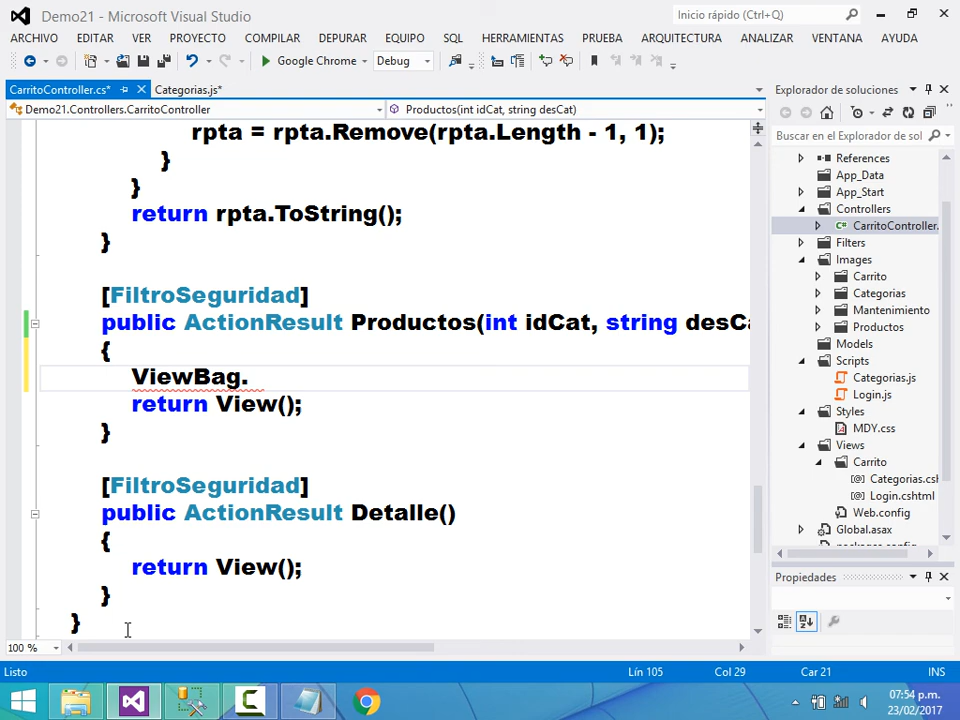 Demo21 - Microsoft Visual Studio
Inicio rápido (Ctrl+Q)
ARCHIVO EDITAR VER PROYECTO COMPILAR DEPURAR EQUIPO SQL HERRAMIENTAS PRUEBA ARQUITECTURA ANALIZAR VENTANA AYUDA
Google Chrome Debug
CarritoController.cs* Categorias.js*
Demo21.Controllers.CarritoController Productos(int idCat, string desCat)
rpta = rpta.Remove(rpta.Length - 1, 1);
}
}
return rpta.ToString();
}
[FiltroSeguridad]
public ActionResult Productos(int idCat, string desCa
{
ViewBag.
return View();
}
[FiltroSeguridad]
public ActionResult Detalle()
{
return View();
}
}
100 %
Explorador de soluciones
Buscar en el Explorador de soluc
References
App_Data
App_Start
Controllers
C# CarritoController.
Filters
Images
Carrito
Categorias
Mantenimiento
Productos
Models
Scripts
Categorias.js
Login.js
Styles
MDY.css
Views
Carrito
Categorias.csh
Login.cshtml
Web.config
Global.asax
packages.config
Propiedades
Listo Lín 105 Col 29 Car 21 INS
07:54 p.m.
23/02/2017